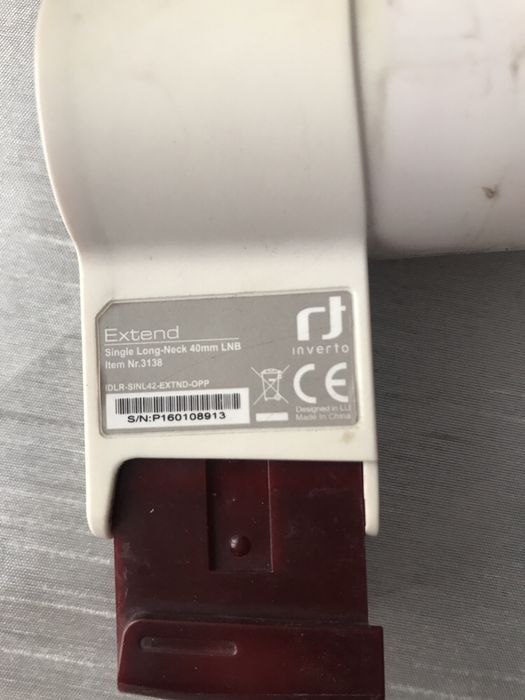 Extend
Single Long-Neck 40mm LNB
Item Nr.3138
IDLR-SINL42-EXTND-OPP
S/N:P160108913
inverto
CE
Designed in LU
Made In China